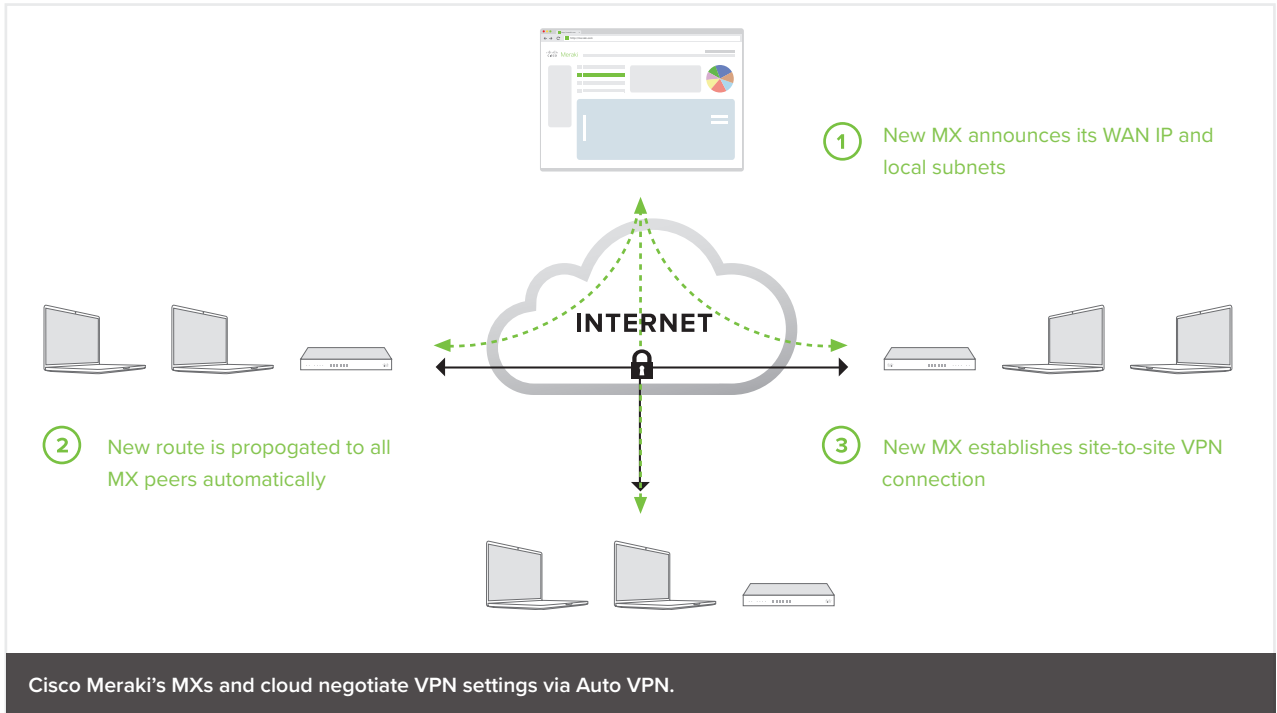 Meraki
1
New MX announces its WAN IP and
local subnets
INTERNET
2
New route is propogated to all
MX peers automatically
3
New MX establishes site-to-site VPN
connection
Cisco Meraki’s MXs and cloud negotiate VPN settings via Auto VPN.